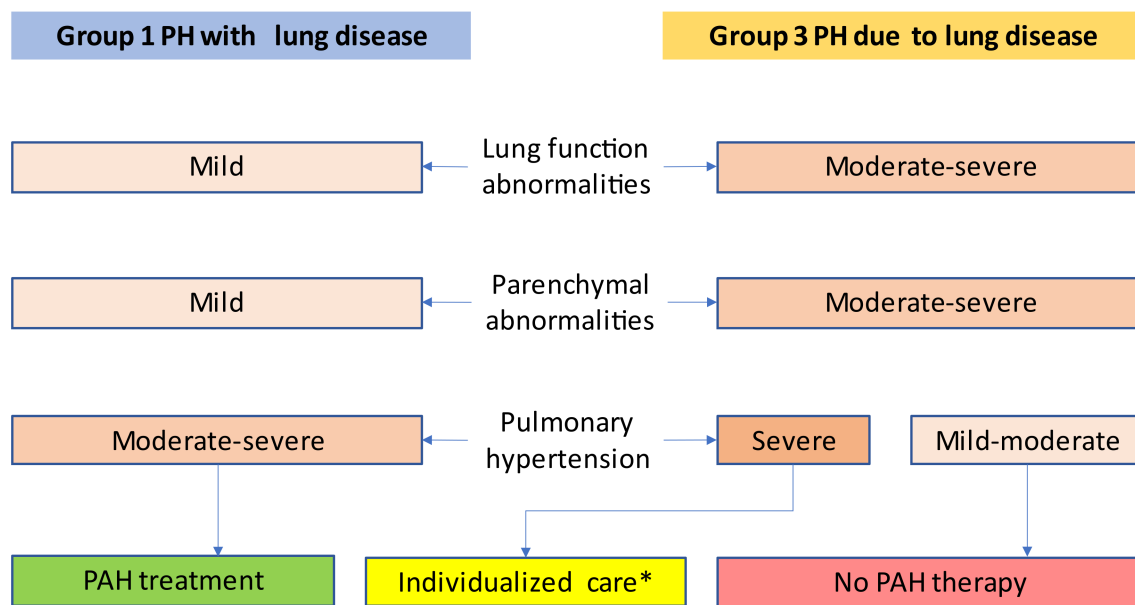 Group 1 PH with lung disease
Group 3 PH due to lung disease
Mild
Lung function
abnormalities
Moderate-severe
Mild
Parenchymal
abnormalities
Moderate-severe
Moderate-severe
Pulmonary
hypertension
Severe
Mild-moderate
PAH treatment
Individualized care*
No PAH therapy